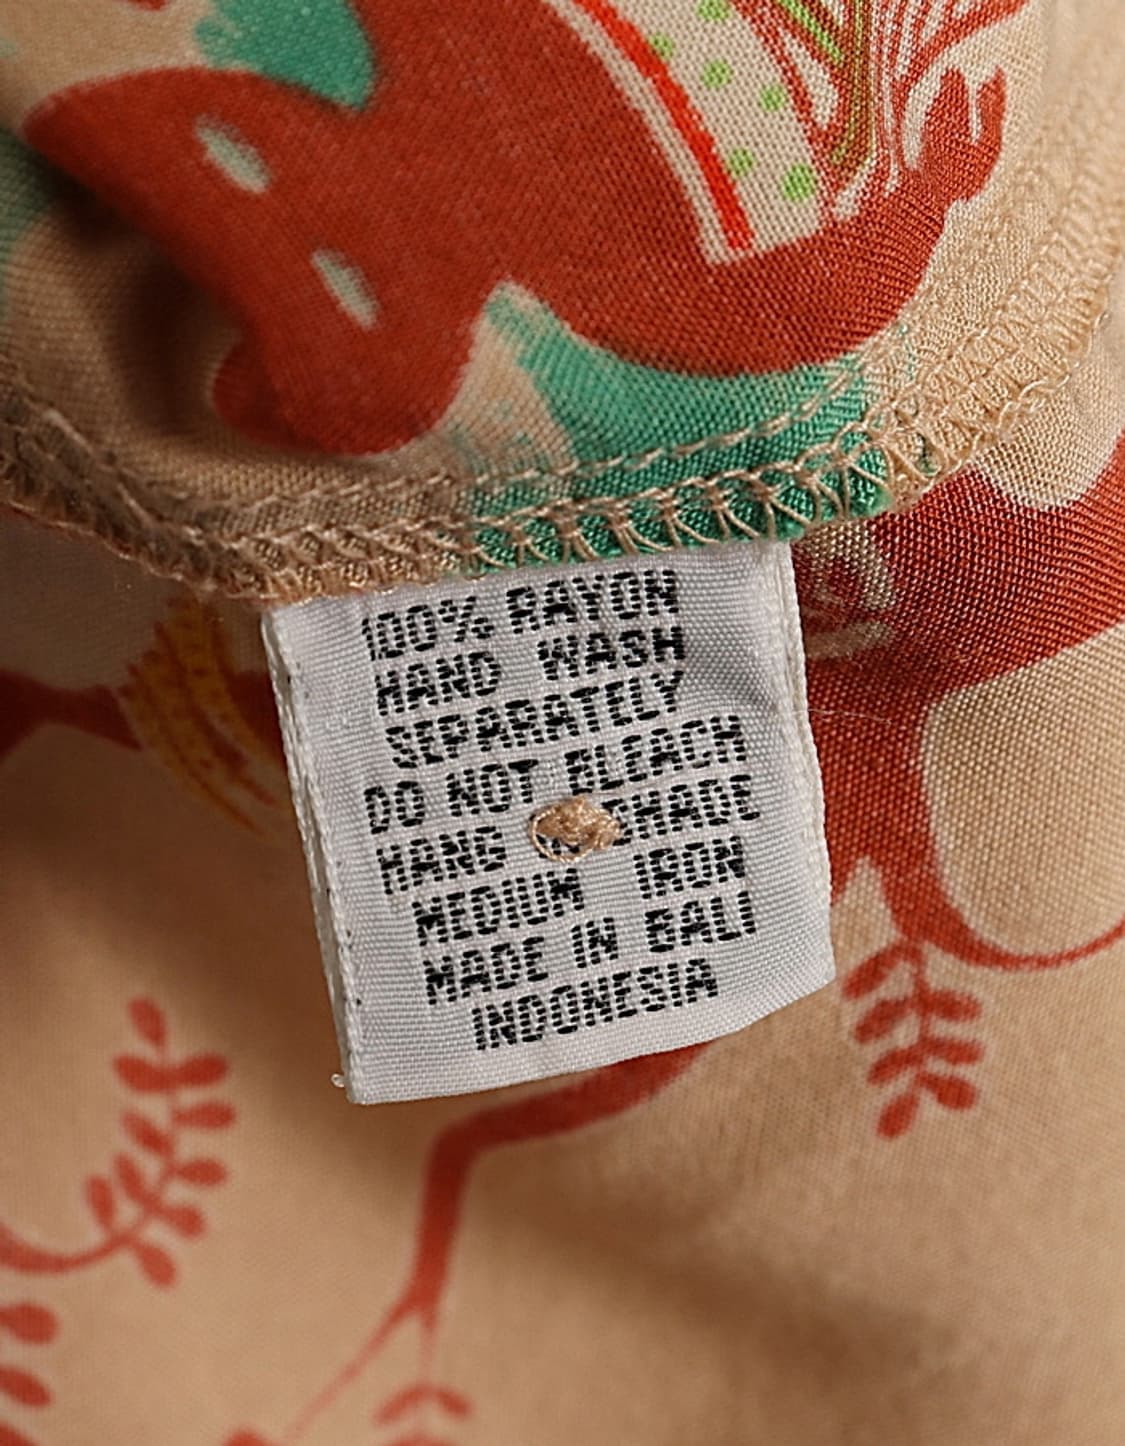 100% RAYON
HAND WASH
SEPARATELY
DO NOT BLEACH
HANG SHADE
MEDIUM IRON
MADE IN BALI
INDONESIA